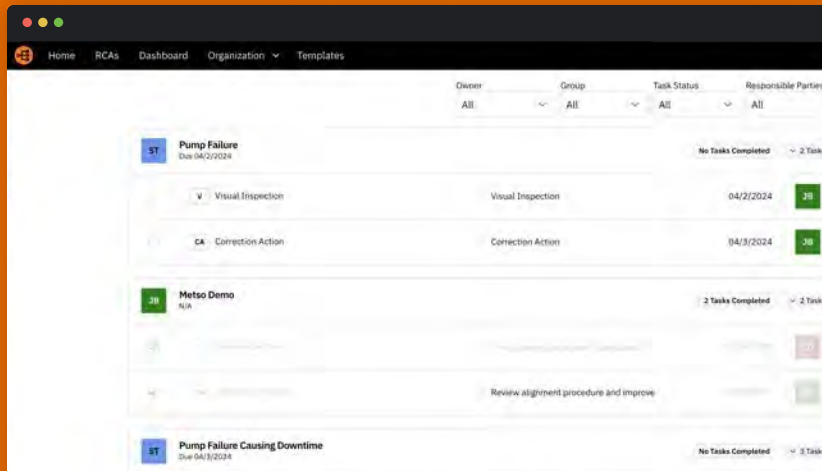 Home RCAs Dashboard Organization Templates
Owner Group Task Status Responsible Parties
All All All All
ST Pump Failure No Tasks Completed 2 Task
Due 04/2/2024
V Visual Inspection Visual Inspection 04/2/2024 JB
CA Correction Action Correction Action 04/3/2024 JB
JB Metso Demo 2 Tasks Completed 2 Task
N/A
Review alignment procedure and improve
ST Pump Failure Causing Downtime No Tasks Completed 3 Task
Due 04/3/2024